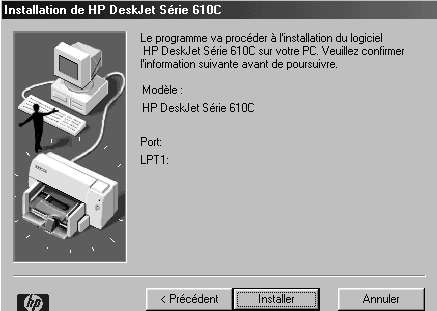 Installation de HP DeskJet Série 610C
Le programme va procéder à l'installation du logiciel
HP DeskJet Série 610C sur votre PC. Veuillez confirmer
l'information suivante avant de poursuivre.
Modèle :
HP DeskJet Série 610C
Port:
LPT1:
hp
< Précédent
Installer
Annuler